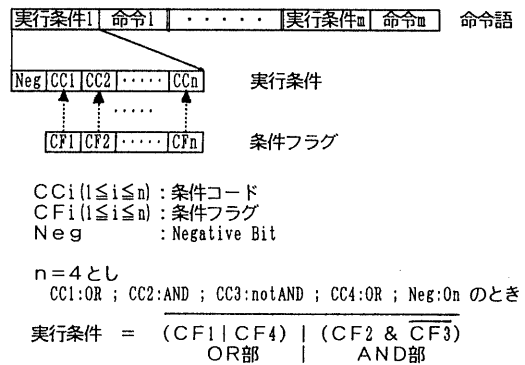 実行条件1 命令1 ····· 実行条件m 命令m 命令語
Neg CC1 CC2 ····· CCn 実行条件
·····
CF1 CF2 ····· CFn 条件フラグ
CCi(1≦i≦n):条件コード
CFi(1≦i≦n):条件フラグ
Neg :Negative Bit
n=4とし
CC1:OR ; CC2:AND ; CC3:notAND ; CC4:OR ; Neg:On のとき
実行条件 = (CF1|CF4) | (CF2 & CF3)
OR部 | AND部